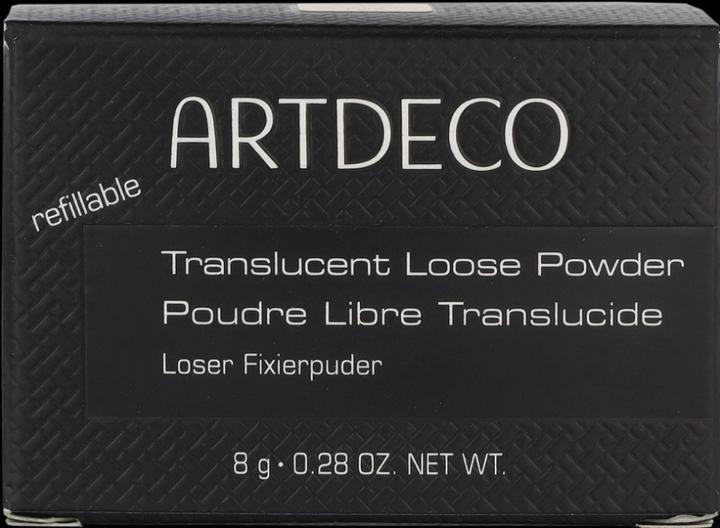 ARTDECO
refillable
Translucent Loose Powder
Poudre Libre Translucide
Loser Fixierpuder
8 g · 0.28 OZ. NET WT.